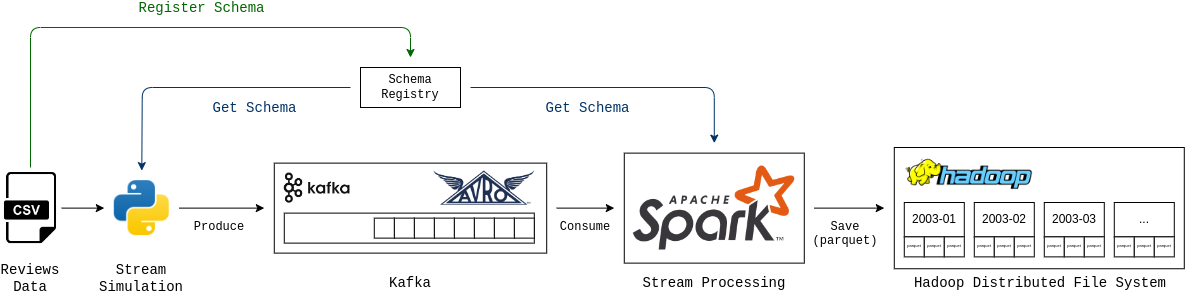 Register Schema
Schema
Registry
Get Schema
Get Schema
CSV
kafka
AVRO
APACHE
Spark
TM
hadoop
2003-01
2003-02
2003-03
...
parquet parquet parquet
parquet parquet parquet
parquet parquet parquet
parquet parquet parquet
Produce
Consume
Save
(parquet)
Reviews
Data
Stream
Simulation
Kafka
Stream Processing
Hadoop Distributed File System